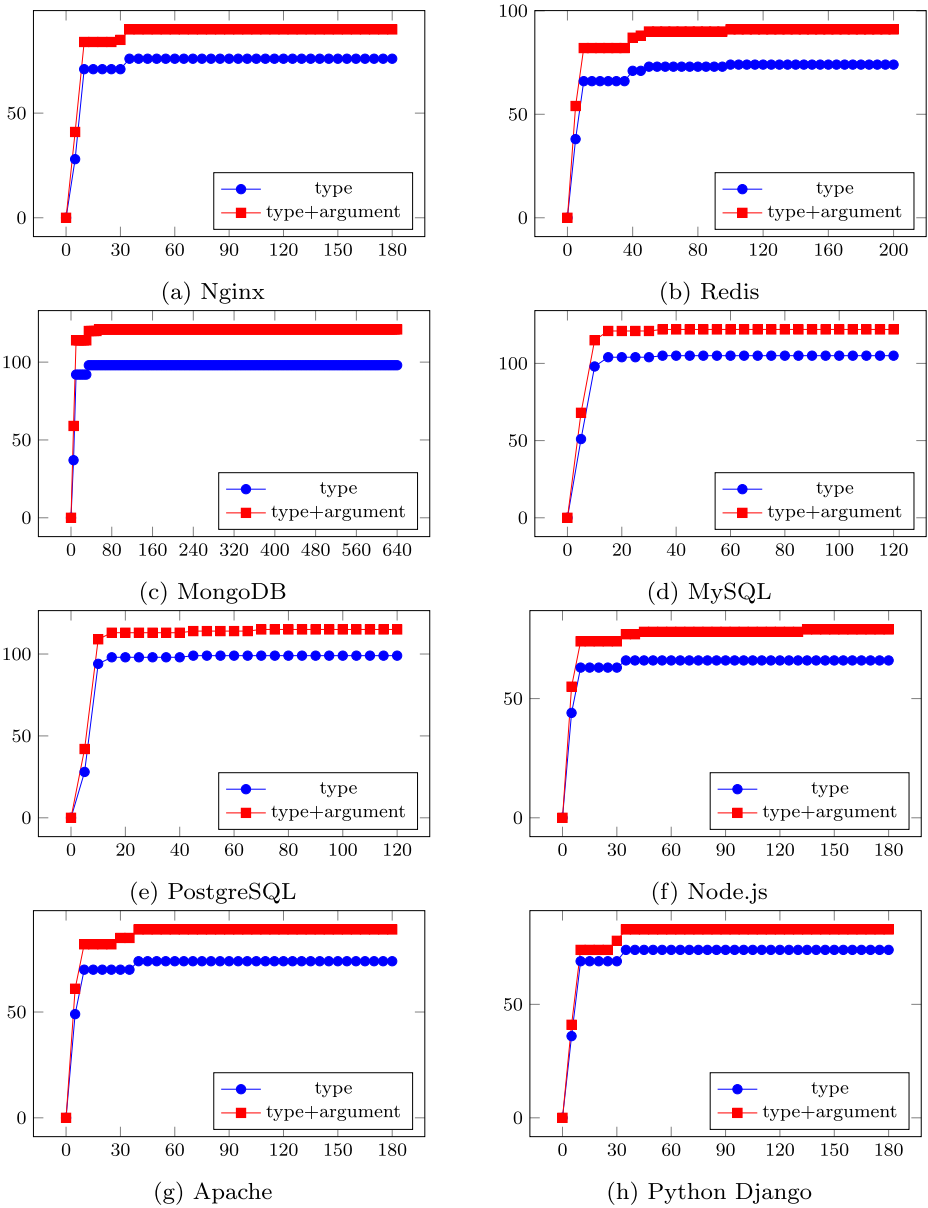 50
0
type
type+argument
0 30 60 90 120 150 180
(a) Nginx
100
50
0
type
type+argument
0 40 80 120 160 200
(b) Redis
100
50
0
type
type+argument
0 80 160 240 320 400 480 560 640
(c) MongoDB
100
50
0
type
type+argument
0 20 40 60 80 100 120
(d) MySQL
100
50
0
type
type+argument
0 20 40 60 80 100 120
(e) PostgreSQL
50
0
type
type+argument
0 30 60 90 120 150 180
(f) Node.js
50
0
type
type+argument
0 30 60 90 120 150 180
(g) Apache
50
0
type
type+argument
0 30 60 90 120 150 180
(h) Python Django